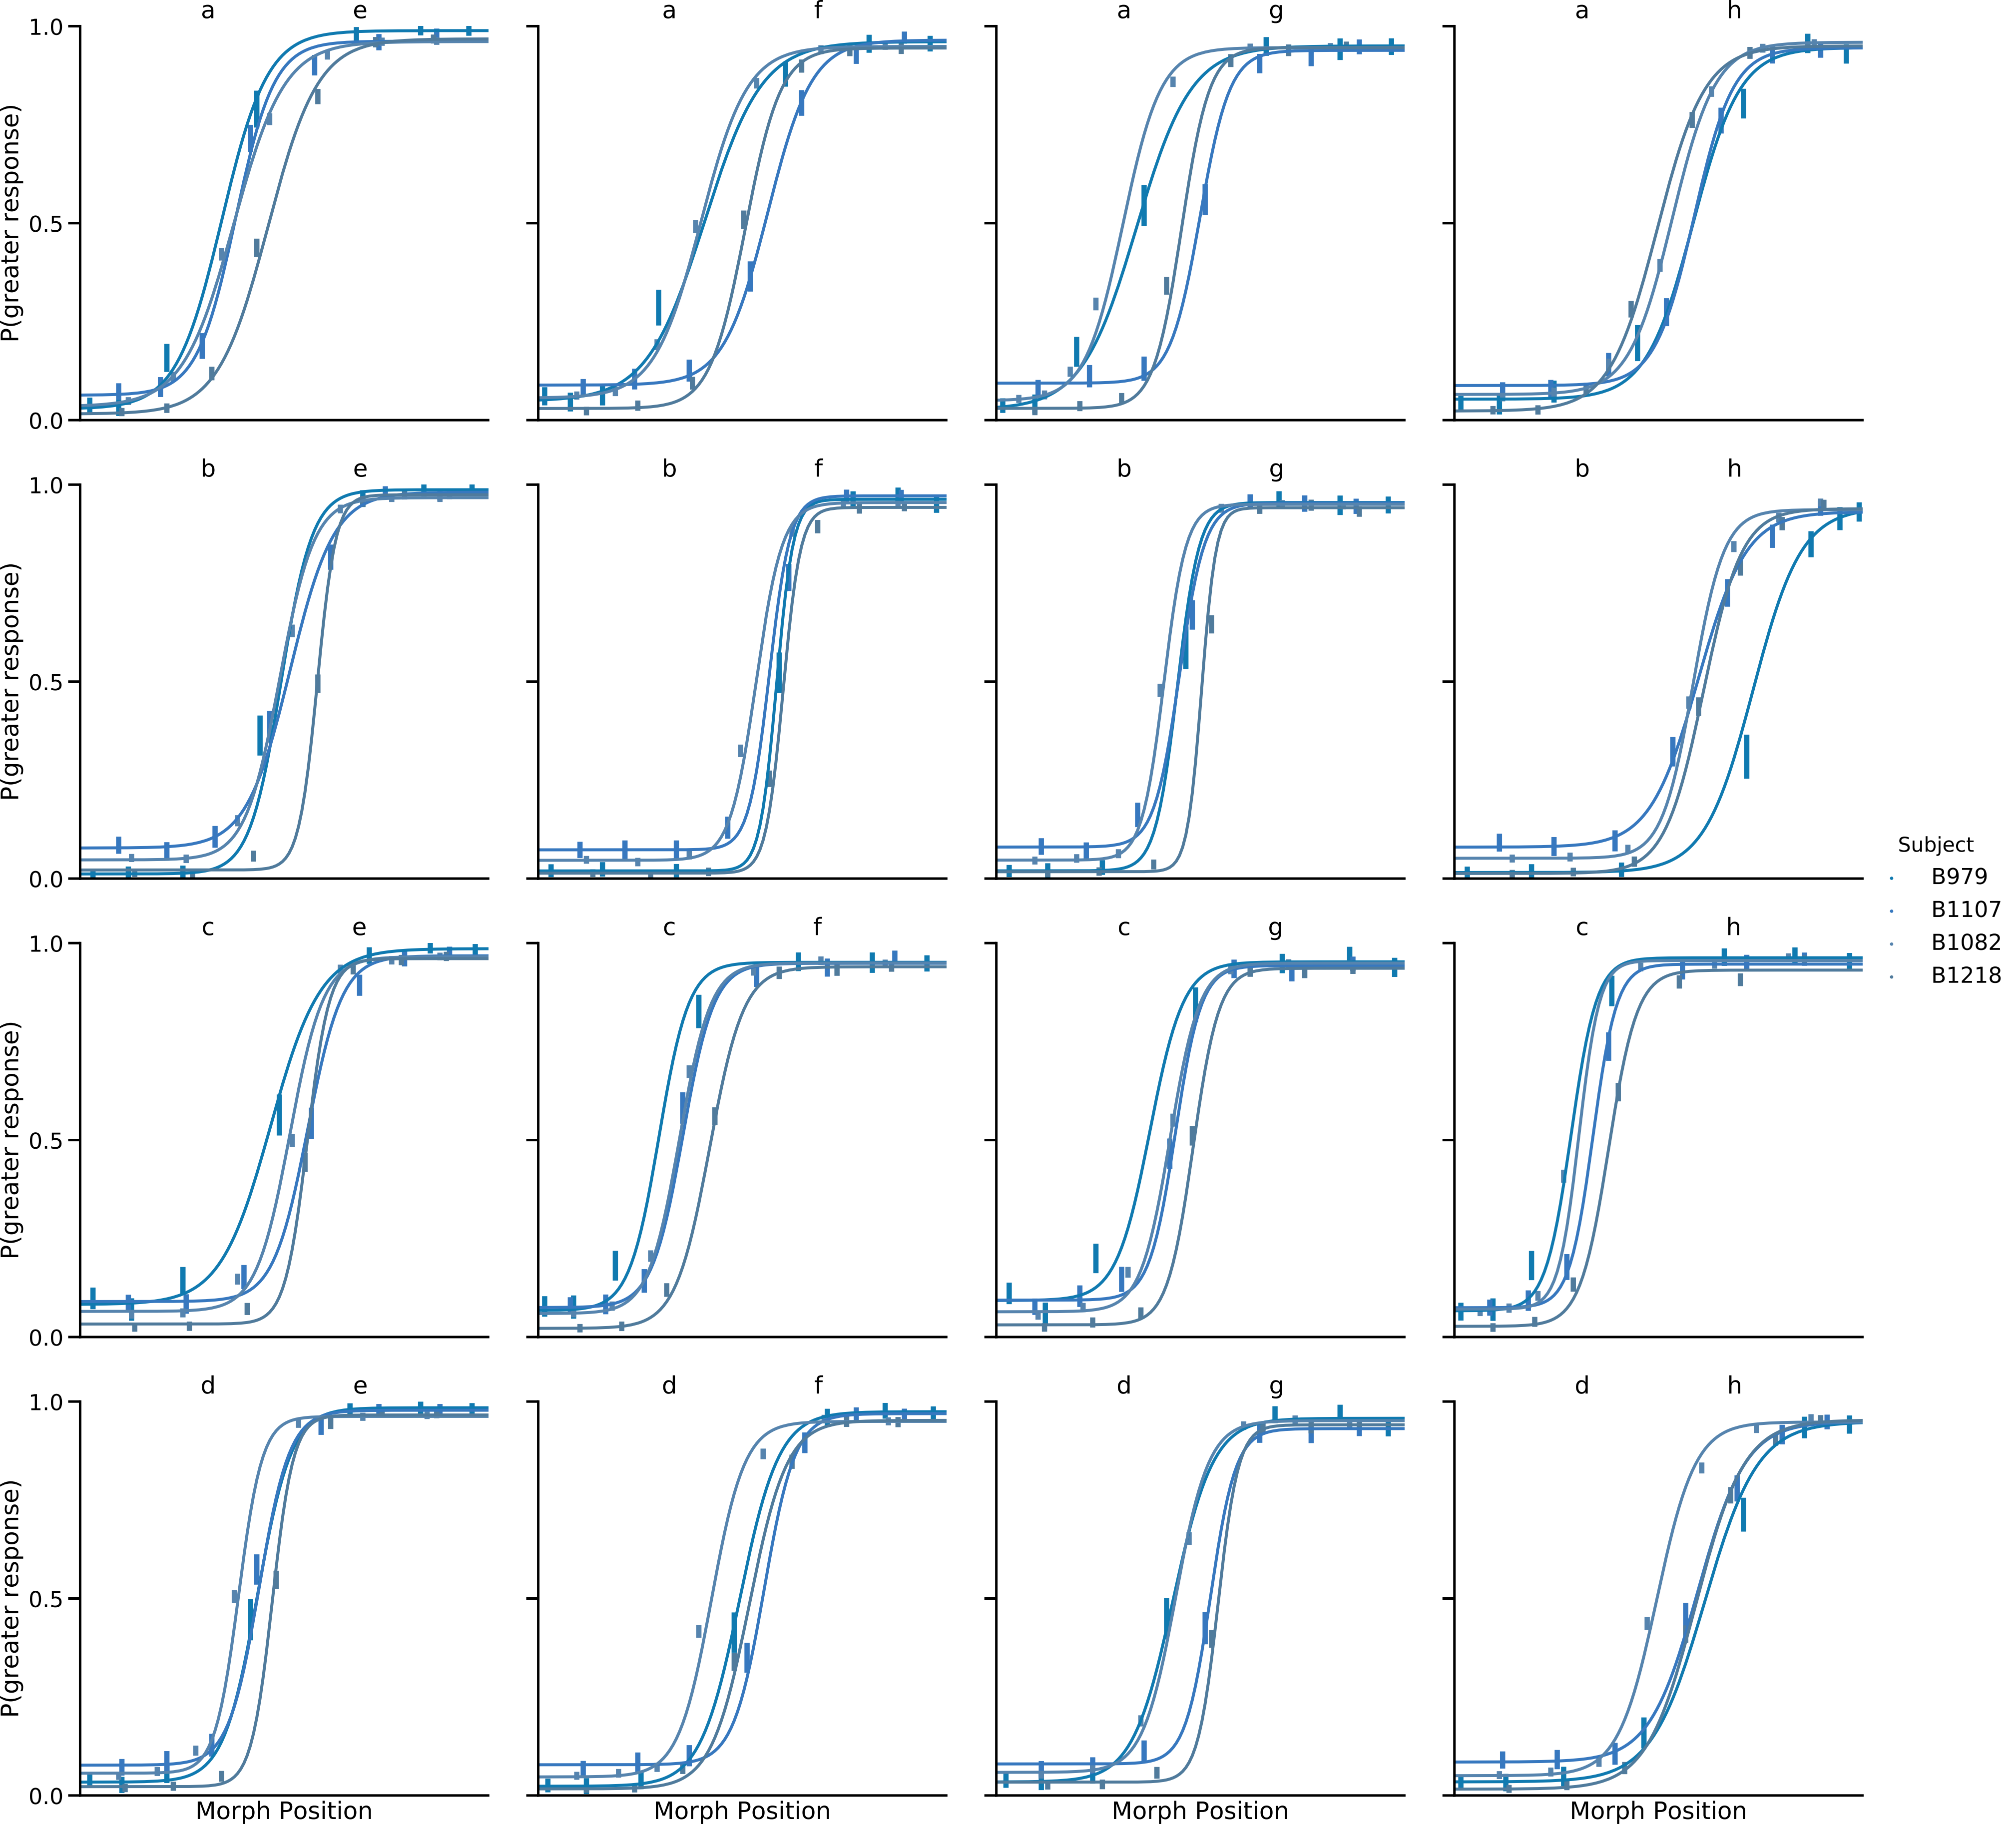 a e
a f
a g
a h
P(greater response)
1.0
0.5
0.0
b e
b f
b g
b h
P(greater response)
1.0
0.5
0.0
Subject
B979
B1107
B1082
B1218
c e
c f
c g
c h
P(greater response)
1.0
0.5
0.0
d e
d f
d g
d h
P(greater response)
1.0
0.5
0.0
Morph Position
Morph Position
Morph Position
Morph Position